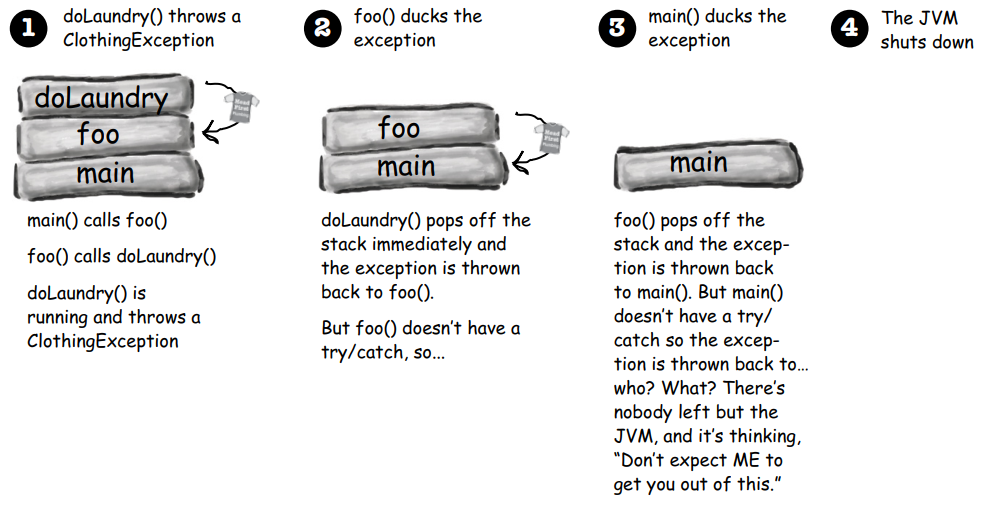 1
doLaundry() throws a
ClothingException
doLaundry
foo
main
main() calls foo()
foo() calls doLaundry()
doLaundry() is
running and throws a
ClothingException
2
foo() ducks the
exception
foo
main
doLaundry() pops off the
stack immediately and
the exception is thrown
back to foo().
But foo() doesn’t have a
try/catch, so...
3
main() ducks the
exception
main
foo() pops off the
stack and the excep-
tion is thrown back
to main(). But main()
doesn’t have a try/
catch so the excep-
tion is thrown back to...
who? What? There’s
nobody left but the
JVM, and it’s thinking,
“Don’t expect ME to
get you out of this.”
4
The JVM
shuts down